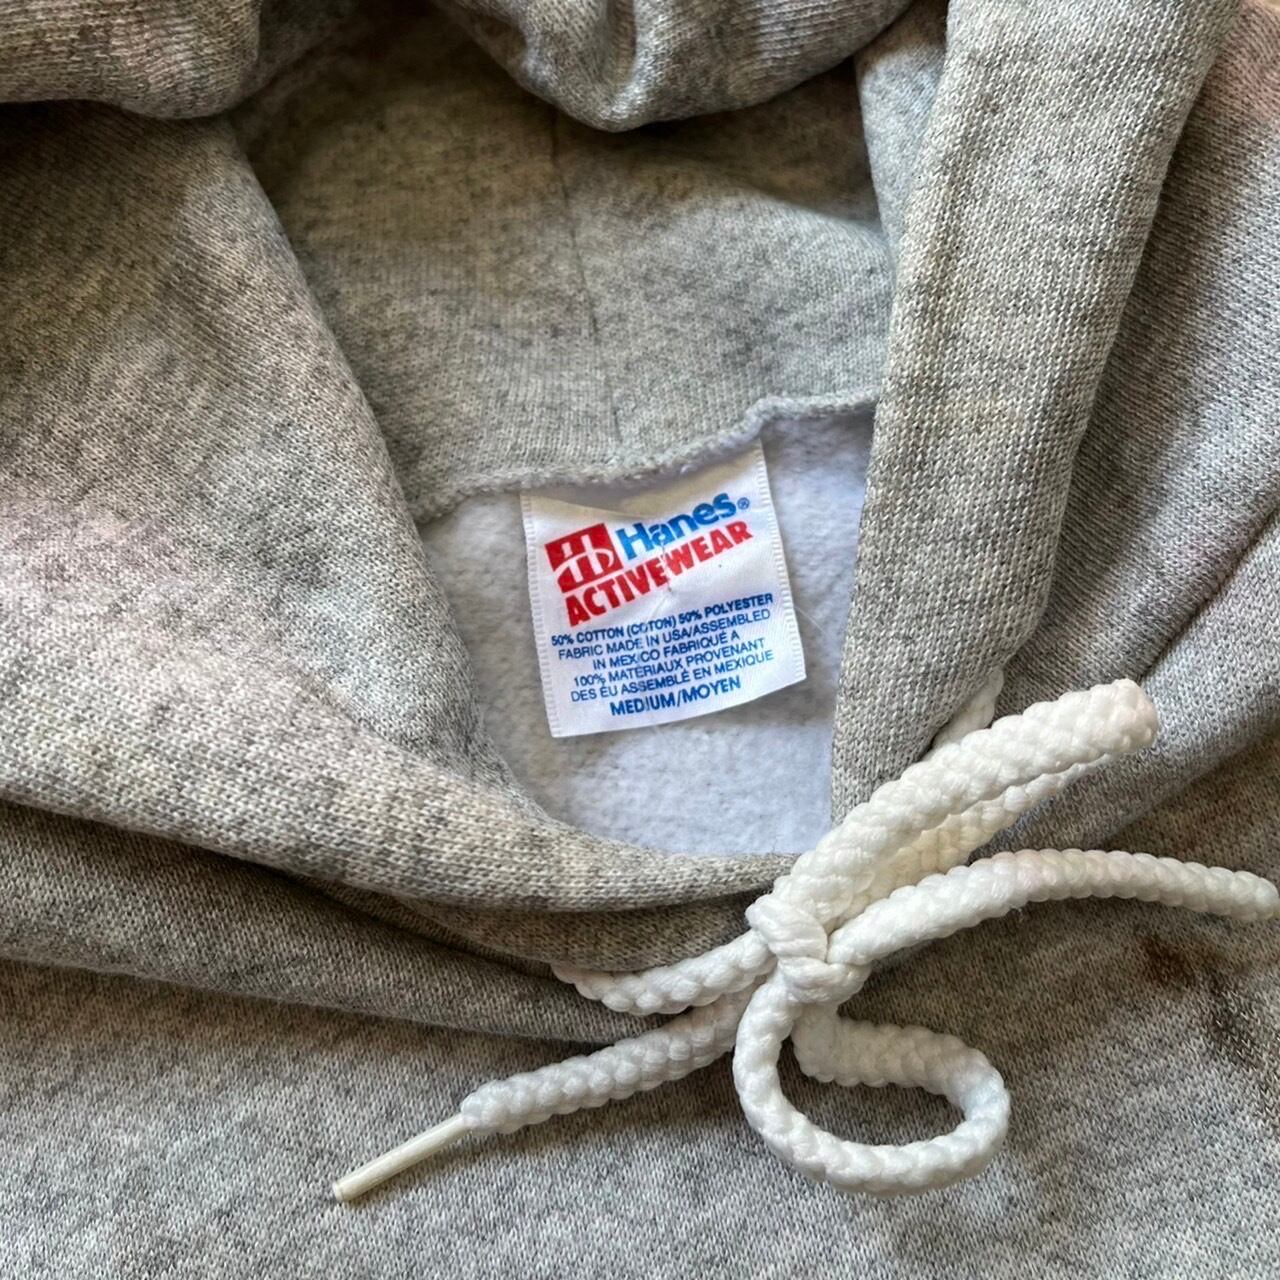 Hanes®
ACTIVEWEAR
50% COTTON (COTON) 50% POLYESTER
FABRIC MADE IN USA/ASSEMBLED
IN MEXICO FABRIQUÉ A
100% MATERIAUX PROVENANT
DES ÉU ASSEMBLÉ EN MEXIQUE
MEDIUM/MOYEN